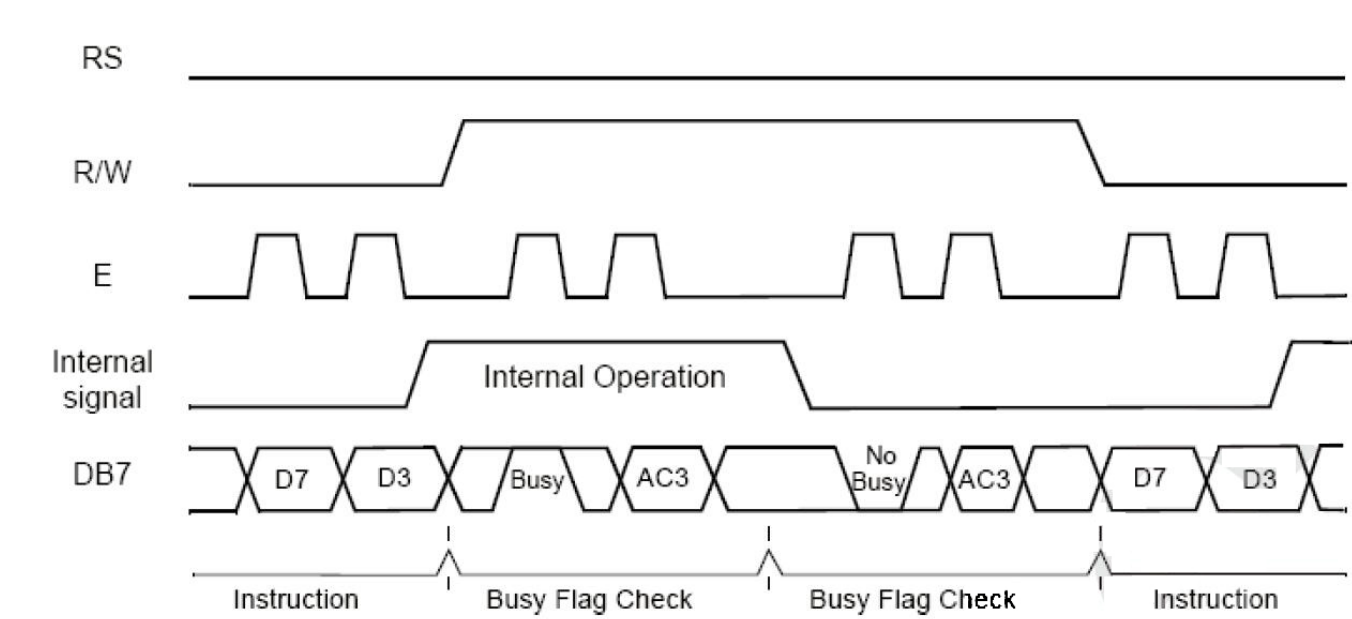 RS
R/W
E
Internal
signal
Internal Operation
DB7
D7
D3
Busy
AC3
No
Busy
AC3
D7
D3
Instruction
Busy Flag Check
Busy Flag Check
Instruction